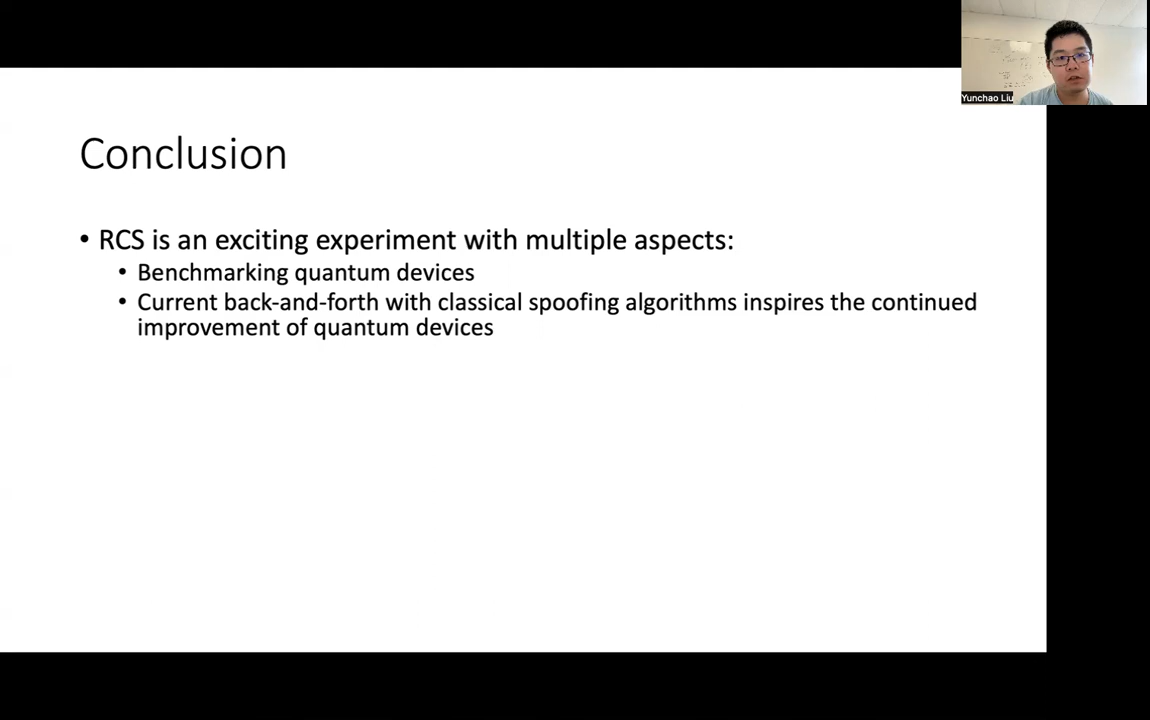 Yunchao Liu
Conclusion
• RCS is an exciting experiment with multiple aspects:
• Benchmarking quantum devices
• Current back-and-forth with classical spoofing algorithms inspires the continued
improvement of quantum devices